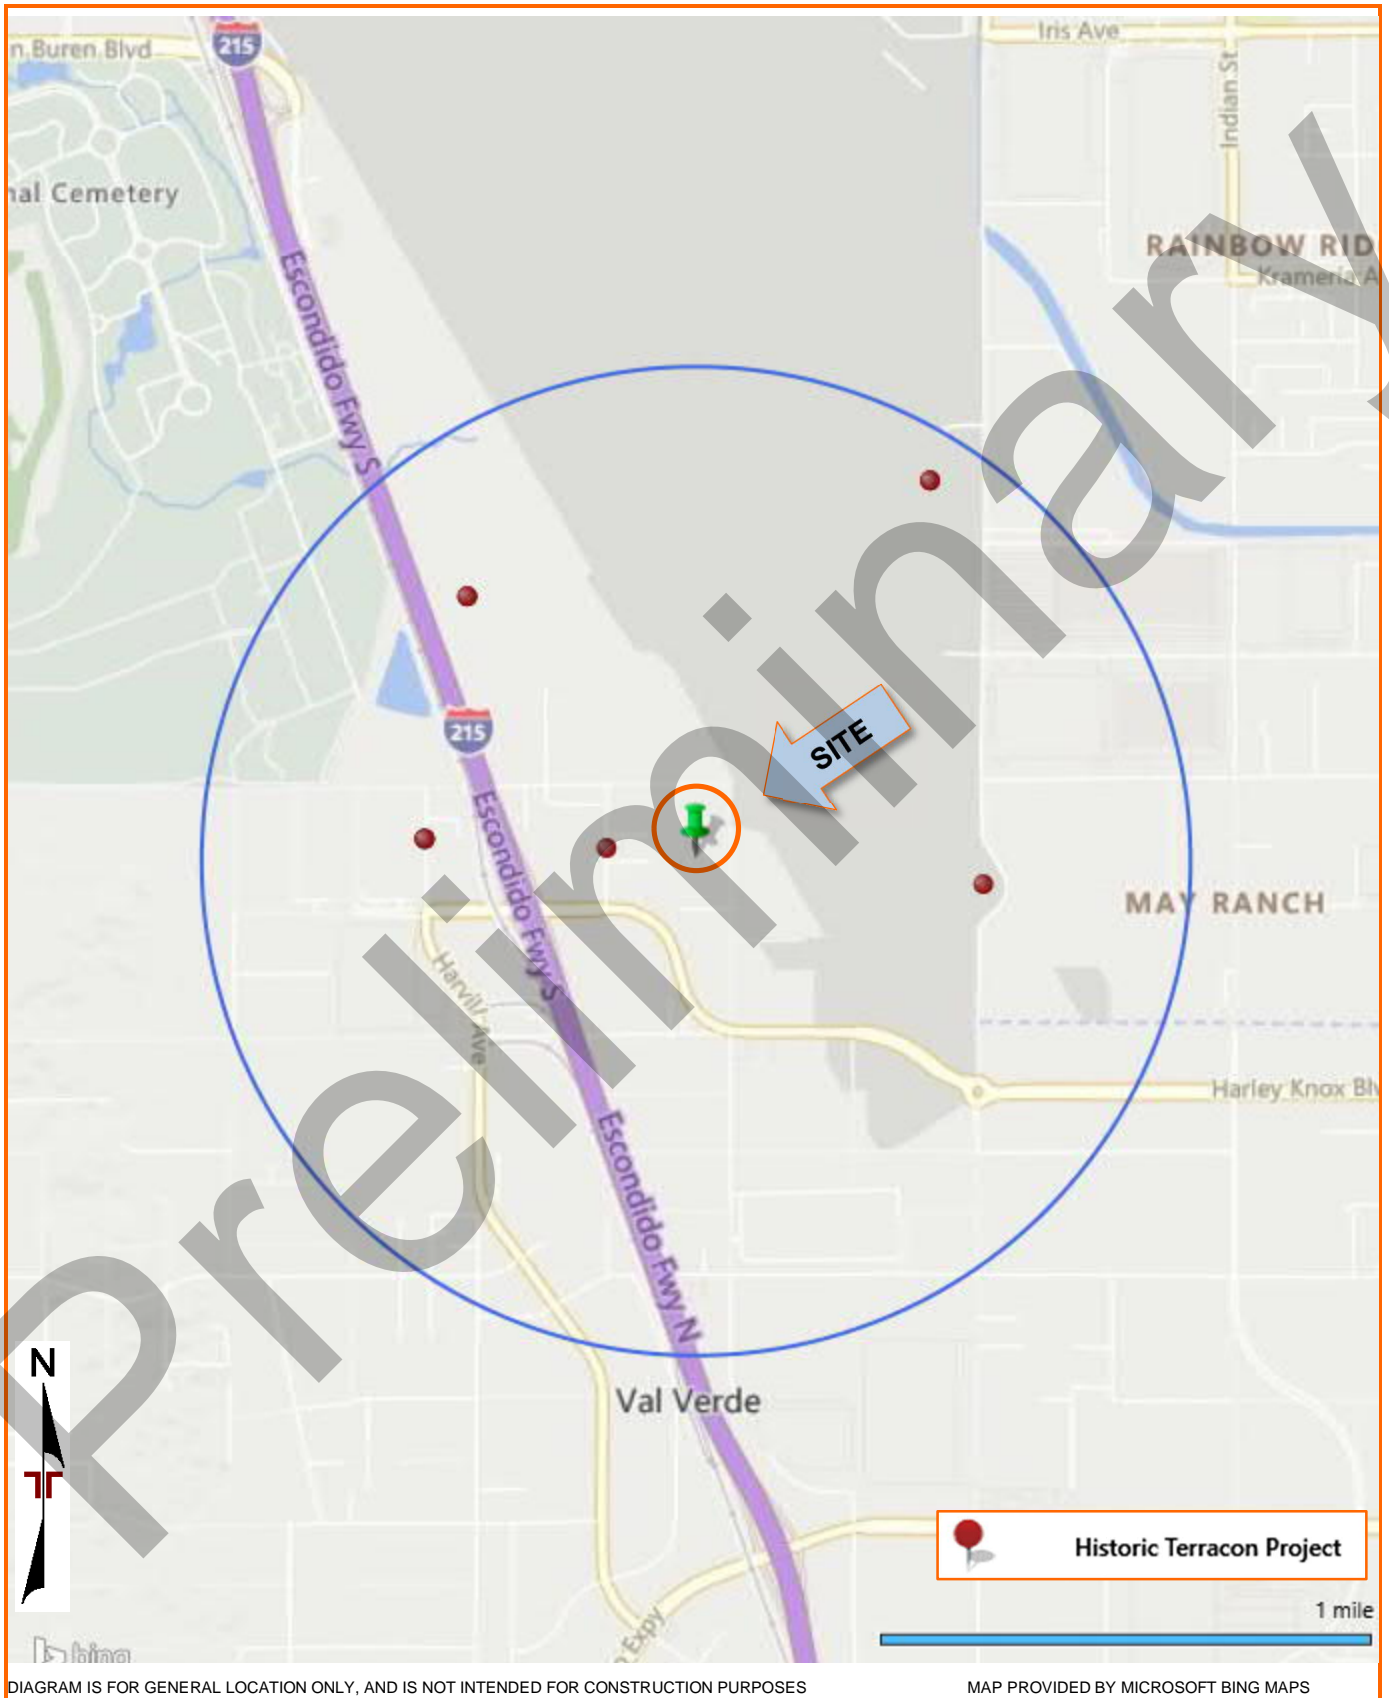 Iris Ave
n Buren Blvd
215
Indian St
nal Cemetery
RAINBOW RID
Krameria A
Escondido Fwy S
215
SITE
Escondido Fwy S
MAY RANCH
Harvill Ave
Harley Knox Blv
Escondido Fwy N
Preliminary
Val Verde
N
Historic Terracon Project
1 mile
o Expy
bing
DIAGRAM IS FOR GENERAL LOCATION ONLY, AND IS NOT INTENDED FOR CONSTRUCTION PURPOSES
MAP PROVIDED BY MICROSOFT BING MAPS